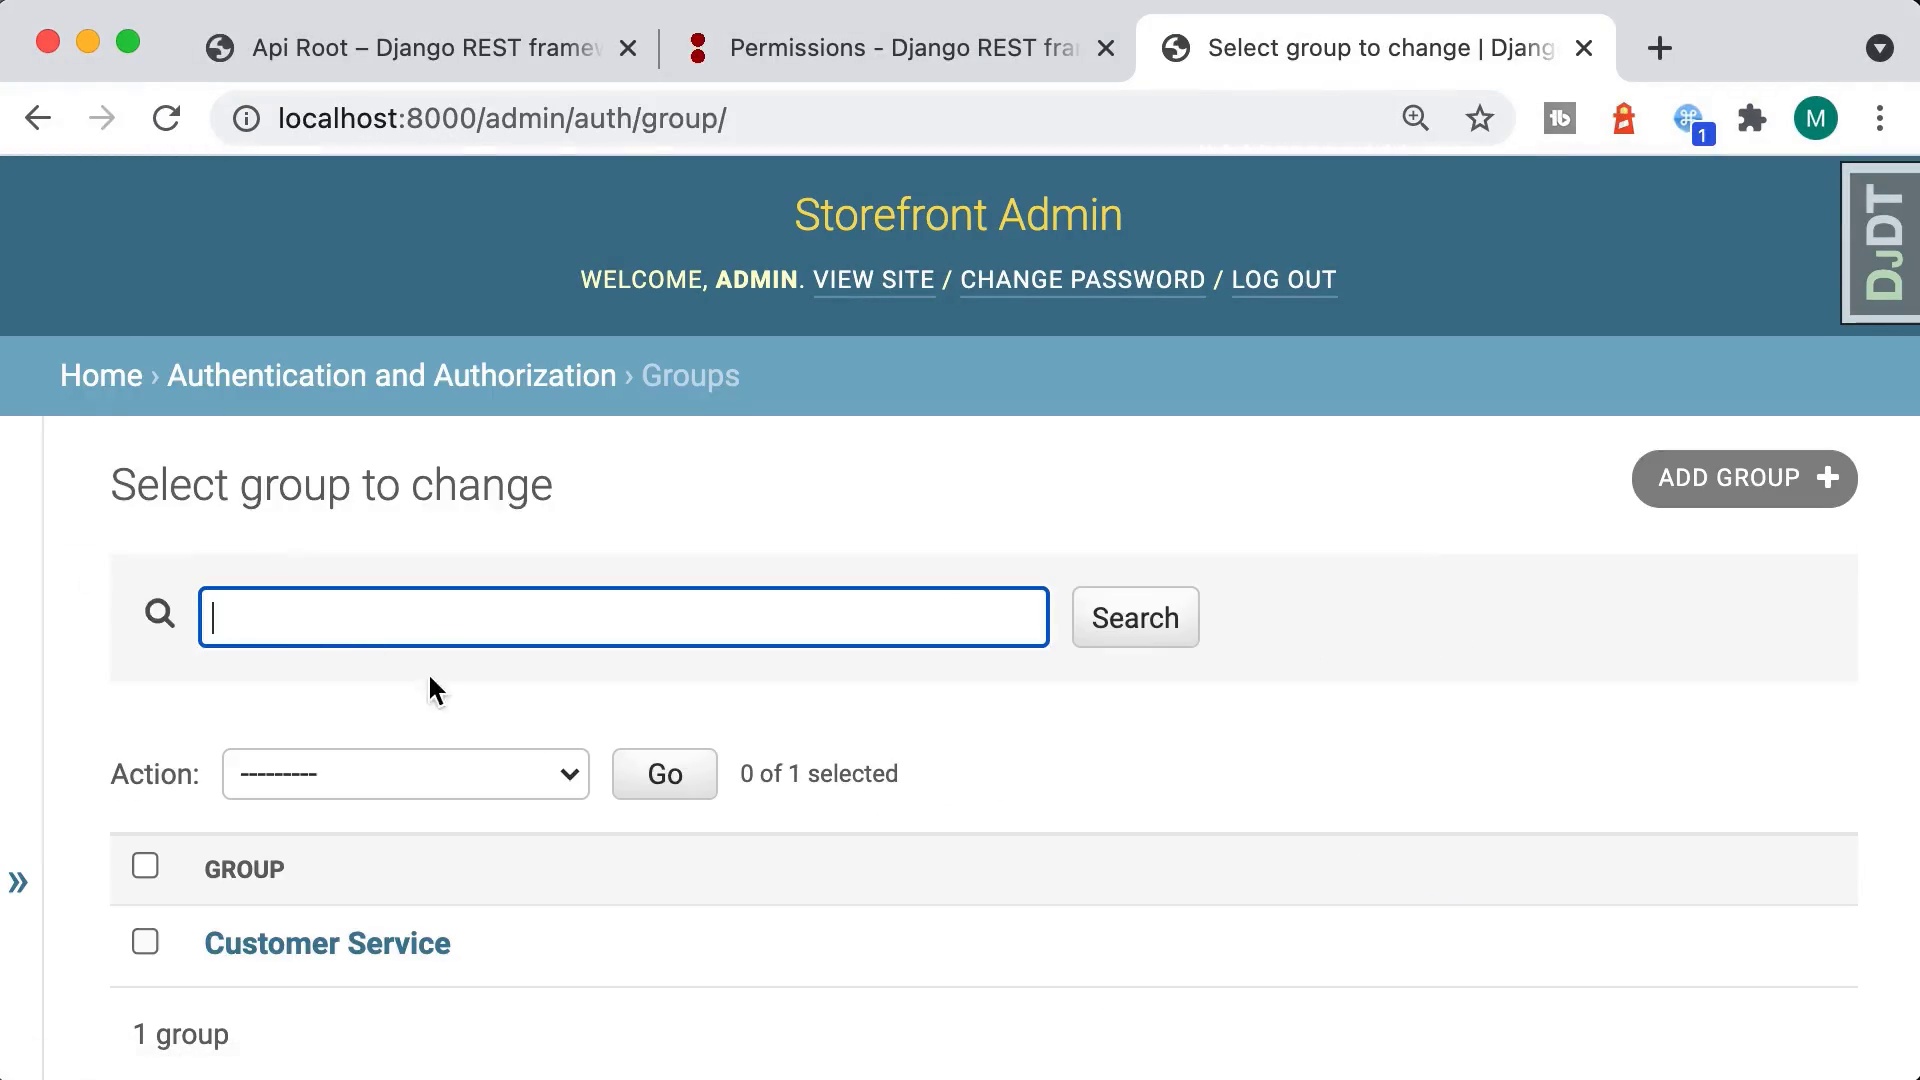 Api Root – Django REST framew
Permissions - Django REST fra
Select group to change | Djang
localhost:8000/admin/auth/group/
tb
1
M
Storefront Admin
WELCOME, ADMIN. VIEW SITE / CHANGE PASSWORD / LOG OUT
DJDT
Home › Authentication and Authorization › Groups
Select group to change
ADD GROUP +
Search
Action: --------- Go 0 of 1 selected
»
GROUP
Customer Service
1 group